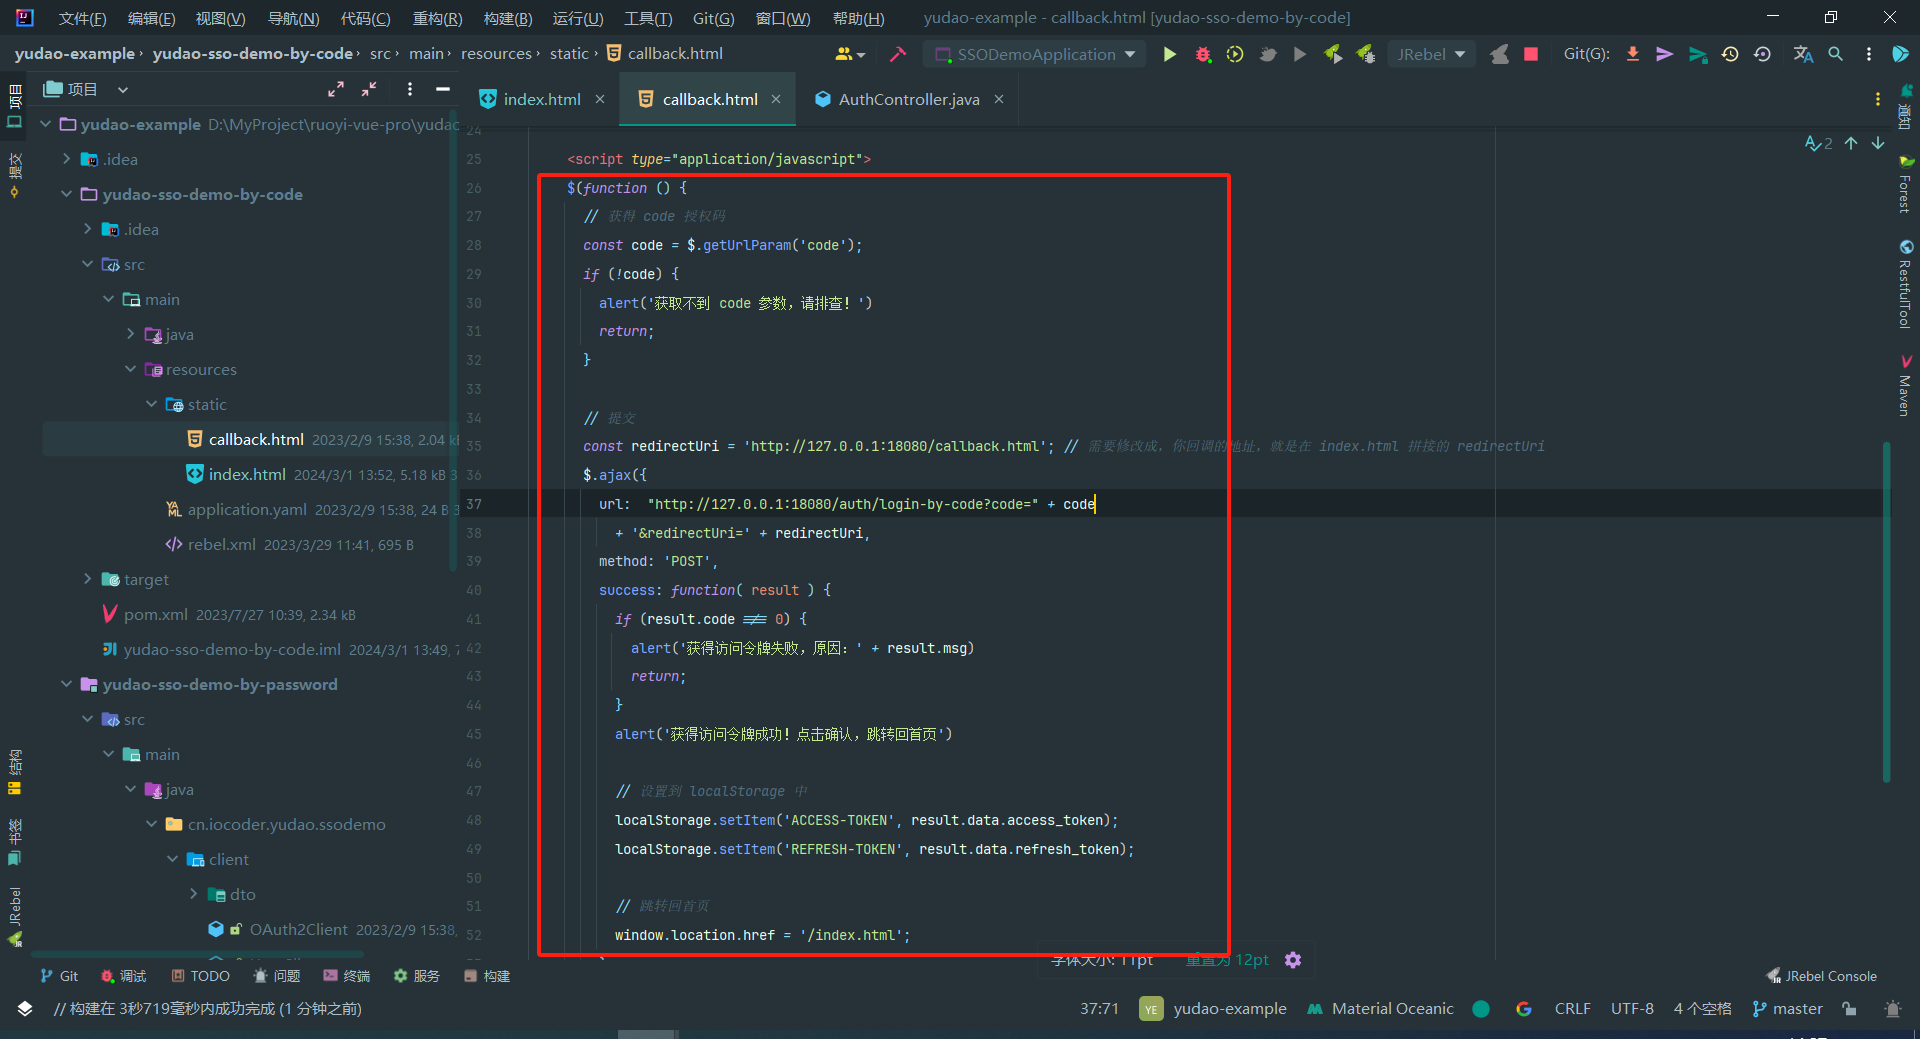 文件(F) 编辑(E) 视图(V) 导航(N) 代码(C) 重构(R) 构建(B) 运行(U) 工具(T) Git(G) 窗口(W) 帮助(H) yudao-example - callback.html [yudao-sso-demo-by-code]
yudao-example › yudao-sso-demo-by-code › src › main › resources › static › callback.html SSODemoApplication JRebel Git(G):
项目
index.html × callback.html × AuthController.java ×
项目
提交
结构
书签
JRebel
yudao-example D:\MyProject\ruoyi-vue-pro\yudao
.idea
yudao-sso-demo-by-code
.idea
src
main
java
resources
static
callback.html 2023/2/9 15:38, 2.04 k
index.html 2024/3/1 13:52, 5.18 kB 3
application.yaml 2023/2/9 15:38, 24 B 3
rebel.xml 2023/3/29 11:41, 695 B
target
pom.xml 2023/7/27 10:39, 2.34 kB
yudao-sso-demo-by-code.iml 2024/3/1 13:49, 7
yudao-sso-demo-by-password
src
main
java
cn.iocoder.yudao.ssodemo
client
dto
OAuth2Client 2023/2/9 15:38,
24
25 <script type="application/javascript">
26 $(function () {
27 // 获得 code 授权码
28 const code = $.getUrlParam('code');
29 if (!code) {
30 alert('获取不到 code 参数，请排查！')
31 return;
32 }
33
34 // 提交
35 const redirectUri = 'http://127.0.0.1:18080/callback.html'; // 需要修改成，你回调的地址，就是在 index.html 拼接的 redirectUri
36 $.ajax({
37 url: "http://127.0.0.1:18080/auth/login-by-code?code=" + code
38 + '&redirectUri=' + redirectUri,
39 method: 'POST',
40 success: function( result ) {
41 if (result.code !== 0) {
42 alert('获得访问令牌失败，原因：' + result.msg)
43 return;
44 }
45 alert('获得访问令牌成功！点击确认，跳转回首页')
46
47 // 设置到 localStorage 中
48 localStorage.setItem('ACCESS-TOKEN', result.data.access_token);
49 localStorage.setItem('REFRESH-TOKEN', result.data.refresh_token);
50
51 // 跳转回首页
52 window.location.href = '/index.html';
2
字体大小: 11pt 重置为 12pt
通知
Forest
RestfulTool
Maven
Git 调试 TODO 问题 终端 服务 构建 JRebel Console
// 构建在 3秒719毫秒内成功完成 (1 分钟之前) 37:71 YE yudao-example Material Oceanic CRLF UTF-8 4 个空格 master